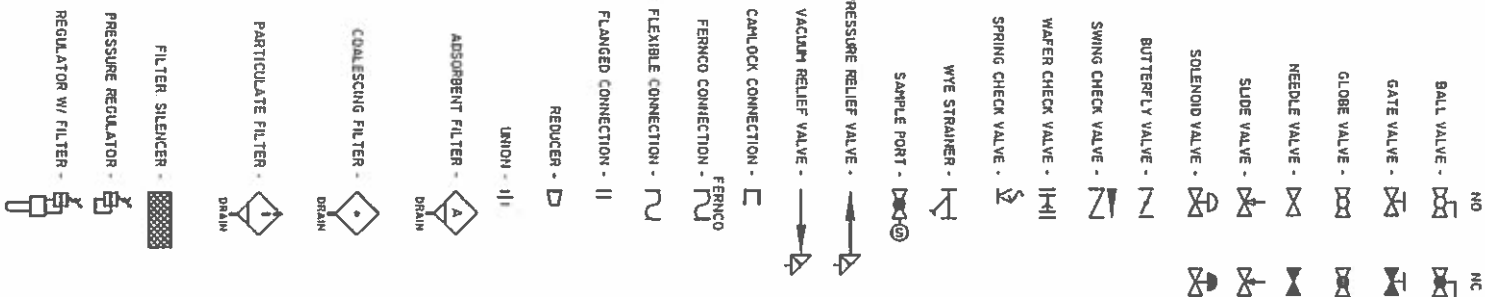 NO NC
BALL VALVE -
GATE VALVE -
GLOBE VALVE -
NEEDLE VALVE -
SLIDE VALVE -
SOLENOID VALVE -
BUTTERFLY VALVE -
SWING CHECK VALVE -
WAFER CHECK VALVE -
SPRING CHECK VALVE -
WYE STRAINER -
SAMPLE PORT - S
RESSURE RELIEF VALVE -
VACUUM RELIEF VALVE -
CAMLOCK CONNECTION -
FERNCO
FERNCO CONNECTION -
FLEXIBLE CONNECTION -
FLANGED CONNECTION -
REDUCER -
UNION -
ADSORBENT FILTER - A
DRAIN
COALESCING FILTER -
DRAIN
PARTICULATE FILTER -
DRAIN
FILTER SILENCER -
PRESSURE REGULATOR -
REGULATOR W/ FILTER -